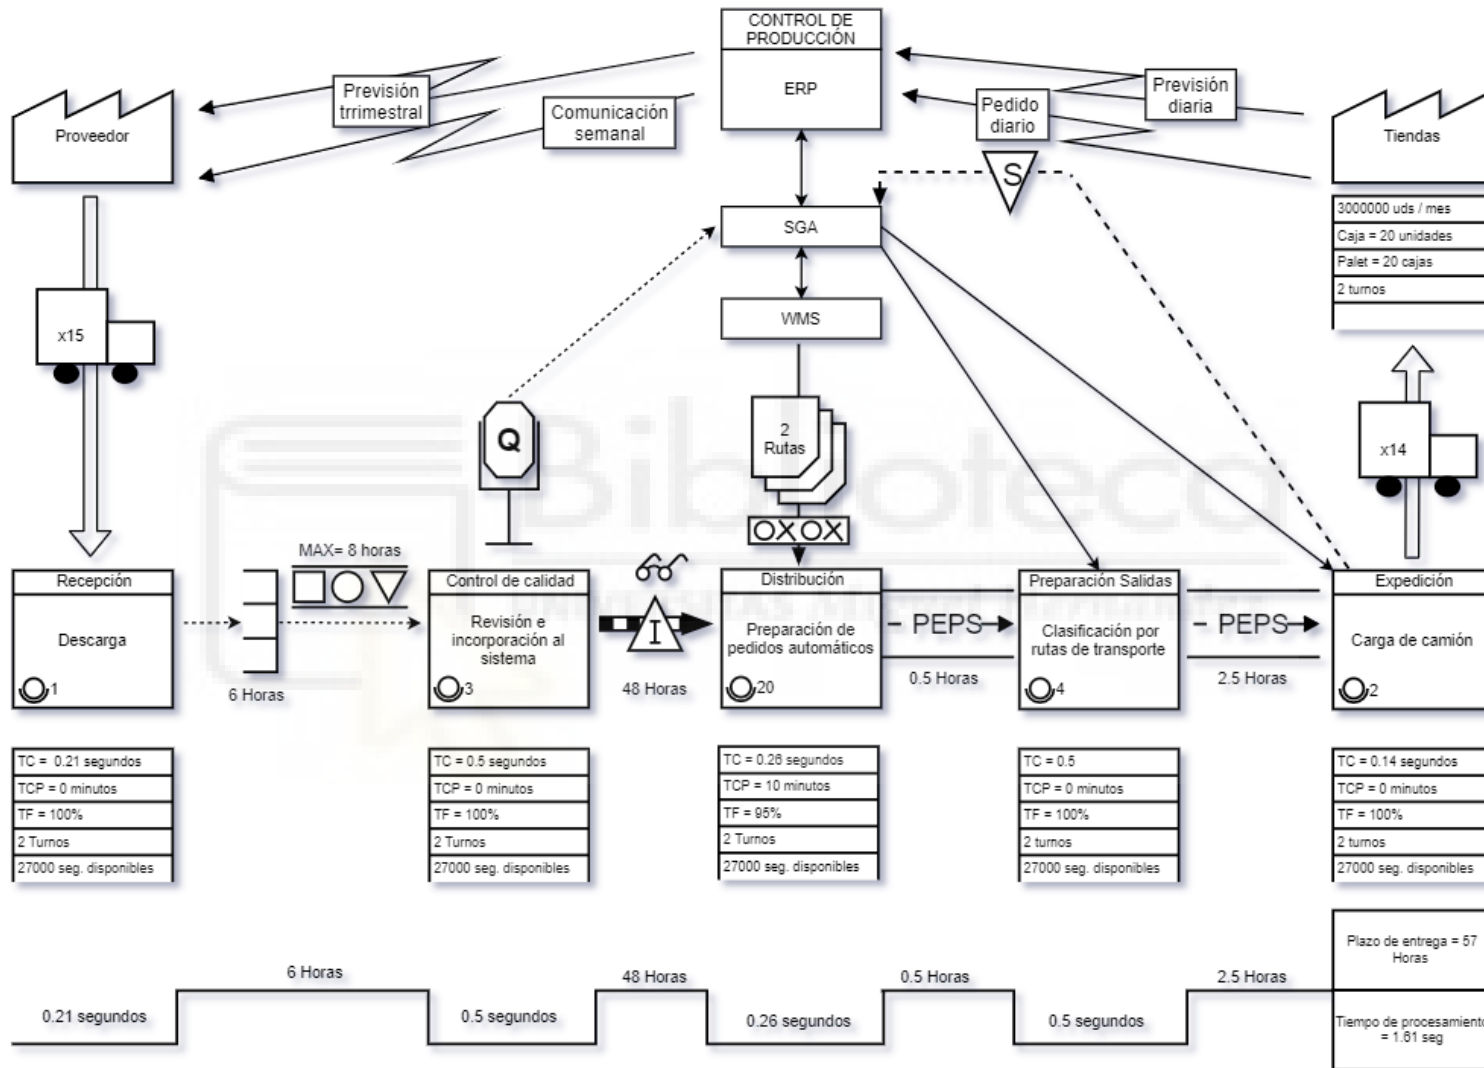 CONTROL DE
PRODUCCIÓN
ERP
Previsión
trrimestral
Comunicación
semanal
Pedido
diario
Previsión
diaria
Proveedor
Tiendas
S
3000000 uds / mes
Caja = 20 unidades
Palet = 20 cajas
2 turnos
SGA
WMS
x15
Q
2
Rutas
OXOX
x14
Biblioteca
UNIVERSITAS Miguel Hernández
MAX= 8 horas
Recepción
Descarga
1
6 Horas
Control de calidad
Revisión e
incorporación al
sistema
3
I
48 Horas
Distribución
Preparación de
pedidos automáticos
20
PEPS
0.5 Horas
Preparación Salidas
Clasificación por
rutas de transporte
4
PEPS
2.5 Horas
Expedición
Carga de camión
2
TC = 0.21 segundos
TCP = 0 minutos
TF = 100%
2 Turnos
27000 seg. disponibles
TC = 0.5 segundos
TCP = 0 minutos
TF = 100%
2 Turnos
27000 seg. disponibles
TC = 0.26 segundos
TCP = 10 minutos
TF = 95%
2 Turnos
27000 seg. disponibles
TC = 0.5
TCP = 0 minutos
TF = 100%
2 turnos
27000 seg. disponibles
TC = 0.14 segundos
TCP = 0 minutos
TF = 100%
2 turnos
27000 seg. disponibles
0.21 segundos
6 Horas
0.5 segundos
48 Horas
0.26 segundos
0.5 Horas
0.5 segundos
2.5 Horas
Plazo de entrega = 57
Horas
Tiempo de procesamiento
= 1.61 seg